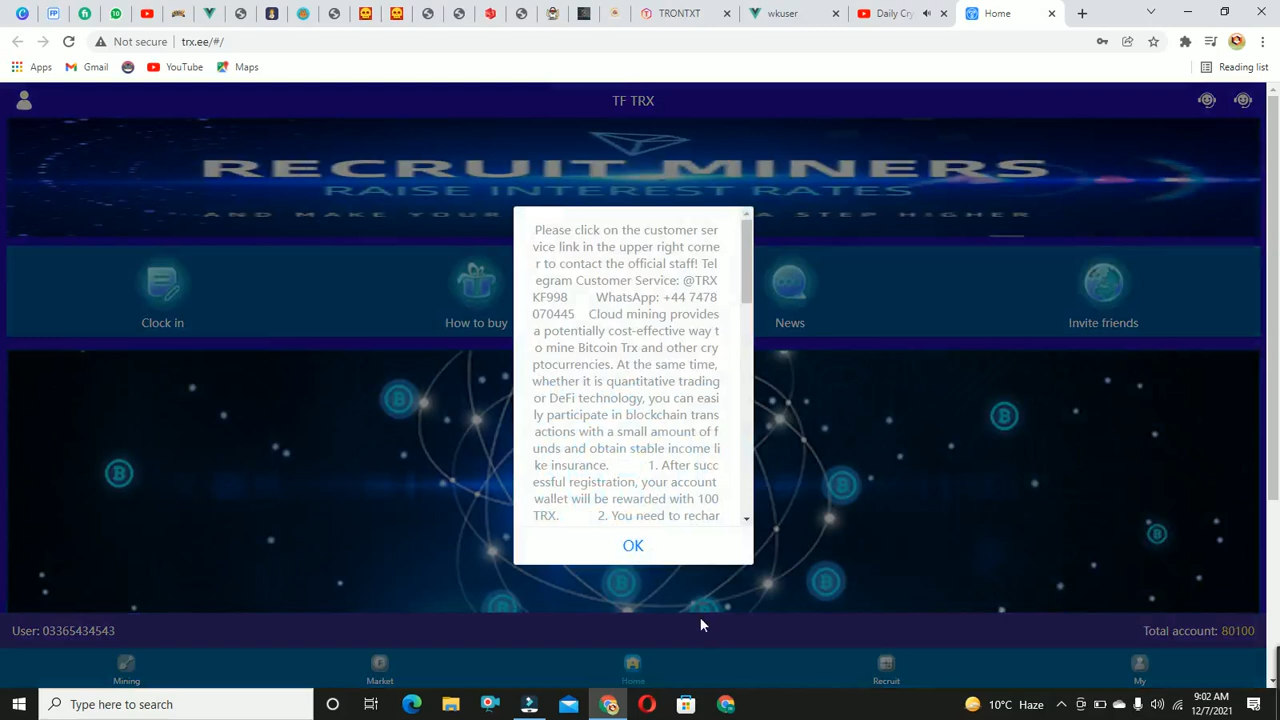 TRONTXT
wkuser
Daily Cry
Home
Not secure
trx.ee/#/
Apps
Gmail
YouTube
Maps
Reading list
TF TRX
RECRUIT MINERS
RAISE INTEREST RATES
AND MAKE YOUR A STEP HIGHER
Clock in
How to buy
News
Invite friends
Please click on the customer ser
vice link in the upper right corne
r to contact the official staff! Tel
egram Customer Service: @TRX
KF998 WhatsApp: +44 7478
070445 Cloud mining provides
a potentially cost-effective way t
o mine Bitcoin Trx and other cry
ptocurrencies. At the same time,
whether it is quantitative trading
or DeFi technology, you can easi
ly participate in blockchain trans
actions with a small amount of f
unds and obtain stable income li
ke insurance. 1. After succ
essful registration, your account
wallet will be rewarded with 100
TRX. 2. You need to rechar
OK
User: 03365434543
Total account: 80100
Mining
Market
Home
Recruit
My
Type here to search
10°C Haze
9:02 AM
12/7/2021